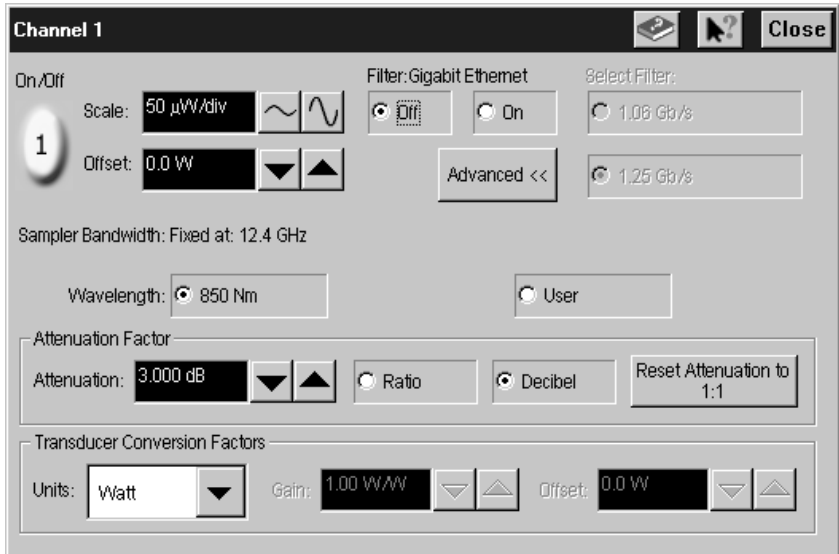 Channel 1
Close
On/Off
1
Scale: 50 µW/div
Offset: 0.0 W
Filter:Gigabit Ethernet
Off
On
Advanced <<
Select Filter:
1.06 Gb/s
1.25 Gb/s
Sampler Bandwidth: Fixed at: 12.4 GHz
Wavelength: 850 Nm
User
Attenuation Factor
Attenuation: 3.000 dB
Ratio
Decibel
Reset Attenuation to
1:1
Transducer Conversion Factors
Units: Watt
Gain: 1.00 W/W
Offset: 0.0 W